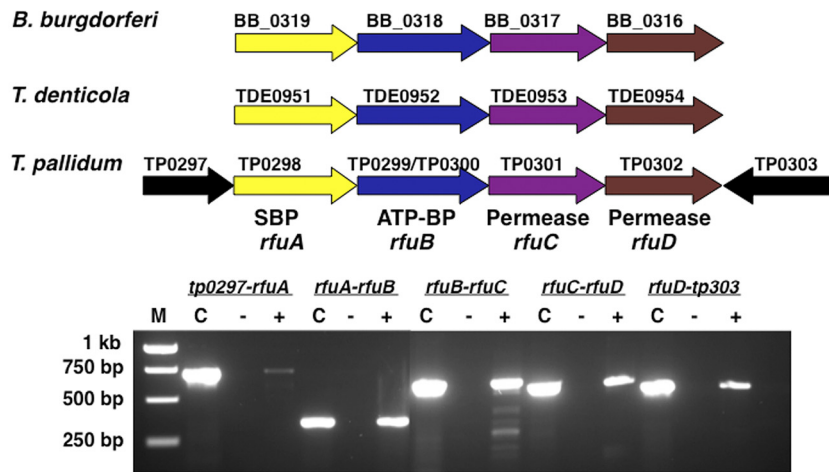 B. burgdorferi BB_0319 BB_0318 BB_0317 BB_0316
T. denticola TDE0951 TDE0952 TDE0953 TDE0954
T. pallidum TP0297 TP0298 TP0299/TP0300 TP0301 TP0302 TP0303
SBP ATP-BP Permease Permease
rfuA rfuB rfuC rfuD
tp0297-rfuA rfuA-rfuB rfuB-rfuC rfuC-rfuD rfuD-tp303
M C - + C - + C - + C - + C - +
1 kb
750 bp
500 bp
250 bp